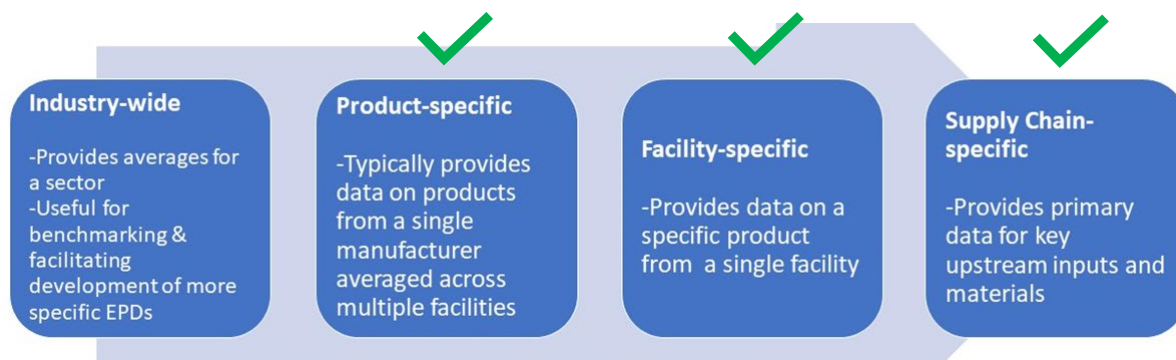 Industry-wide
-Provides averages for
a sector
-Useful for
benchmarking &
facilitating
development of more
specific EPDs
Product-specific
-Typically provides
data on products
from a single
manufacturer
averaged across
multiple facilities
Facility-specific
-Provides data on a
specific product
from a single facility
Supply Chain-
specific
-Provides primary
data for key
upstream inputs and
materials